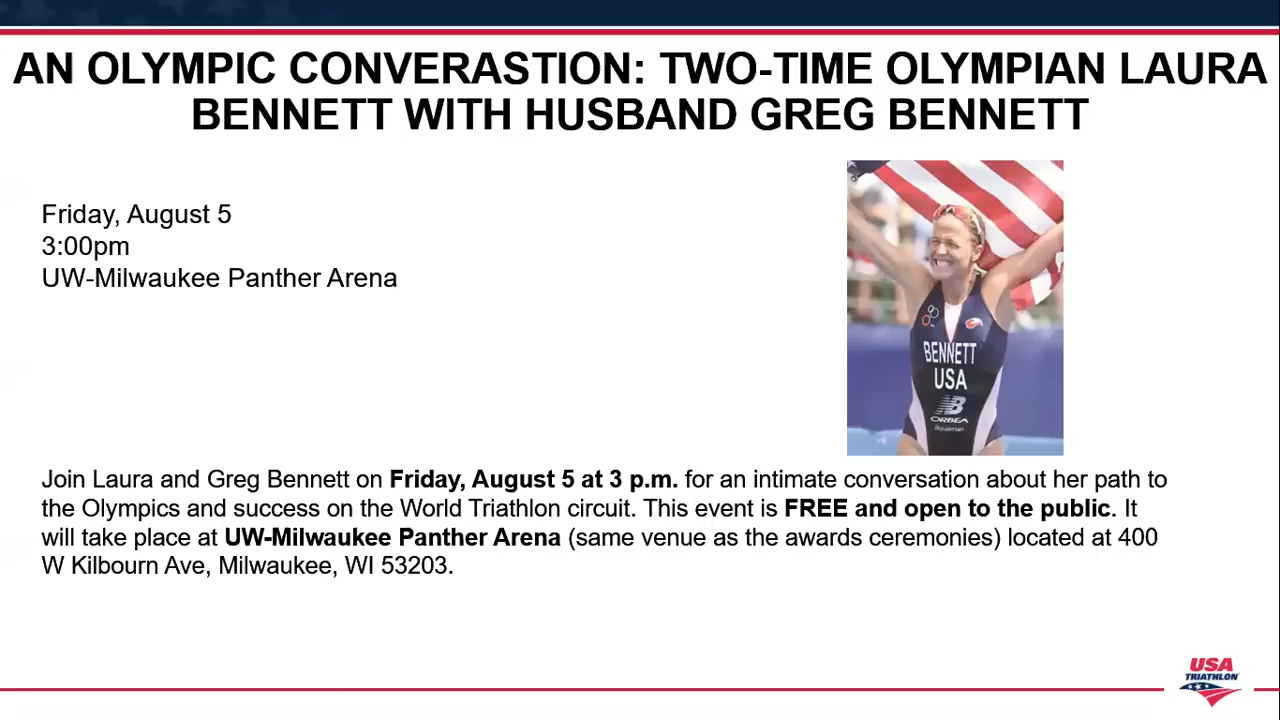 AN OLYMPIC CONVERASTION: TWO-TIME OLYMPIAN LAURA
BENNETT WITH HUSBAND GREG BENNETT
Friday, August 5
3:00pm
UW-Milwaukee Panther Arena
BENNETT
USA
ORBEA
Join Laura and Greg Bennett on Friday, August 5 at 3 p.m. for an intimate conversation about her path to
the Olympics and success on the World Triathlon circuit. This event is FREE and open to the public. It
will take place at UW-Milwaukee Panther Arena (same venue as the awards ceremonies) located at 400
W Kilbourn Ave, Milwaukee, WI 53203.
USA
TRIATHLON